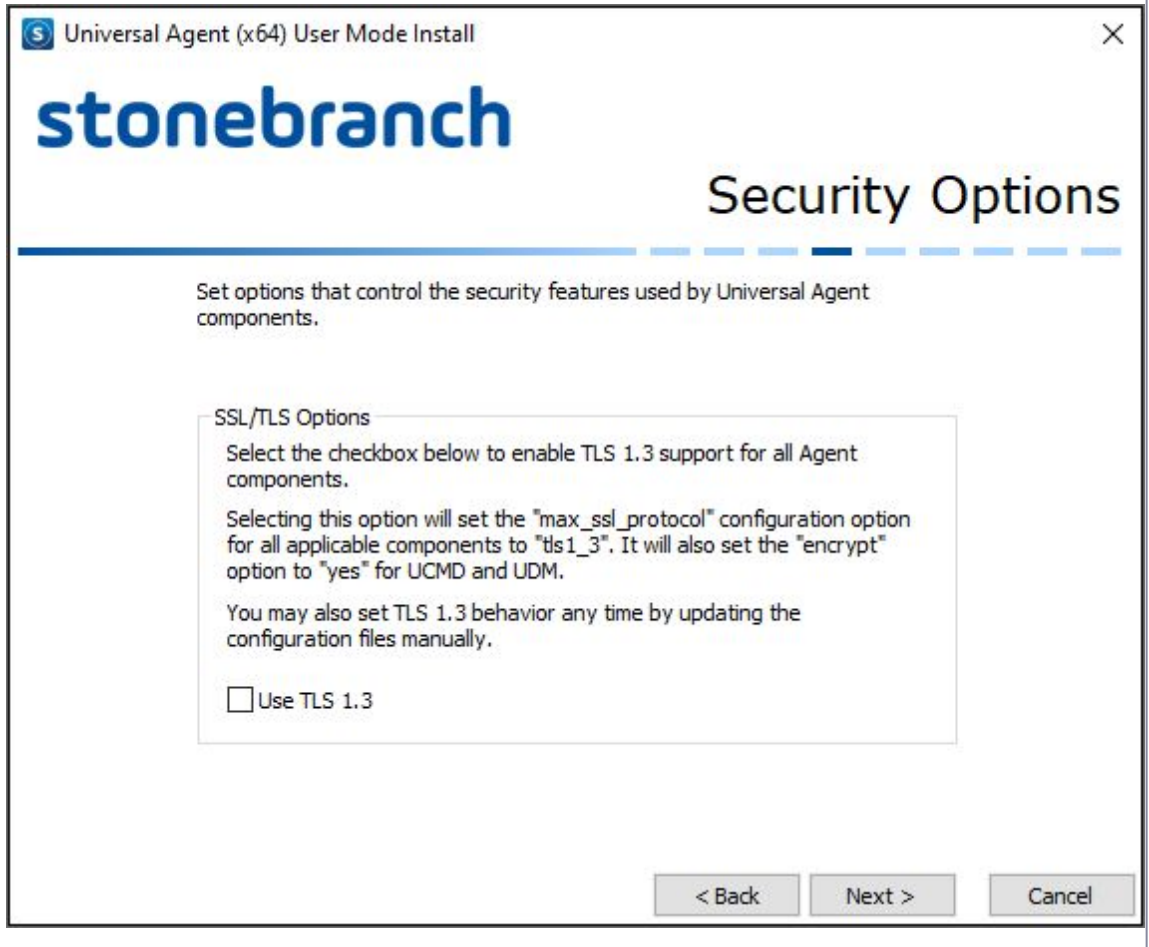 Universal Agent (x64) User Mode Install
stonebranch
Security Options
Set options that control the security features used by Universal Agent
components.
SSL/TLS Options
Select the checkbox below to enable TLS 1.3 support for all Agent
components.
Selecting this option will set the "max_ssl_protocol" configuration option
for all applicable components to "tls1_3". It will also set the "encrypt"
option to "yes" for UCMD and UDM.
You may also set TLS 1.3 behavior any time by updating the
configuration files manually.
Use TLS 1.3
< Back Next > Cancel